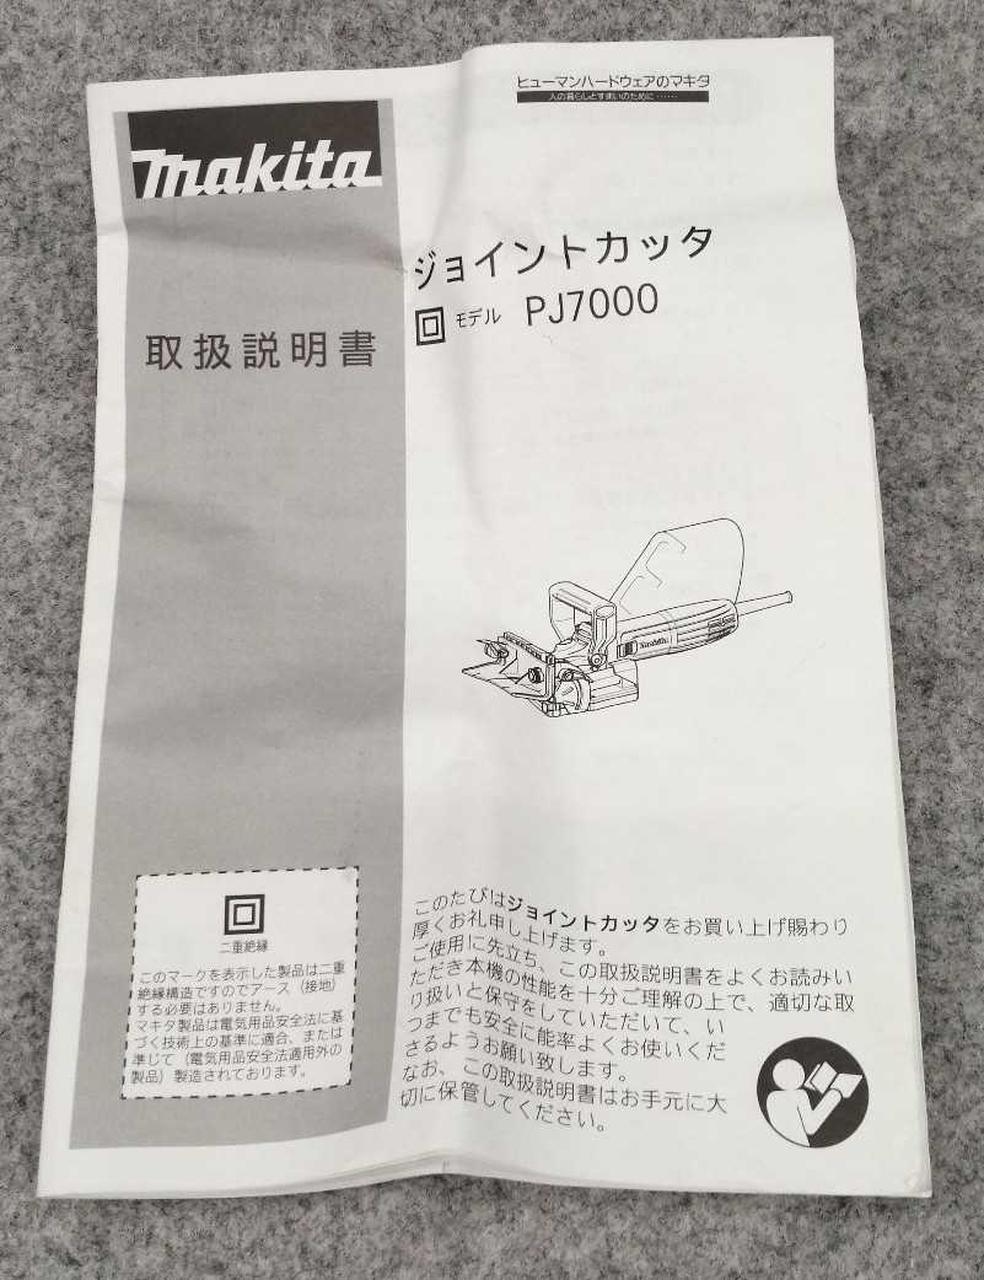 ヒューマンハードウェアのマキタ
人の暮らしとすまいのために……
makita
ジョイントカッタ
モデル PJ7000
取扱説明書
makita
二重絶縁
このマークを表示した製品は二重
絶縁構造ですのでアース（接地）
する必要はありません。
マキタ製品は電気用品安全法に基
づく技術上の基準に適合、または
準じて（電気用品安全法適用外の
製品）製造されております。
このたびはジョイントカッタをお買い上げ賜わり
厚くお礼申し上げます。
ご使用に先立ち、この取扱説明書をよくお読みい
ただき本機の性能を十分ご理解の上で、適切な取
り扱いと保守をしていただいて、い
つまでも安全に能率よくお使いくだ
さるようお願い致します。
なお、この取扱説明書はお手元に大
切に保管してください。